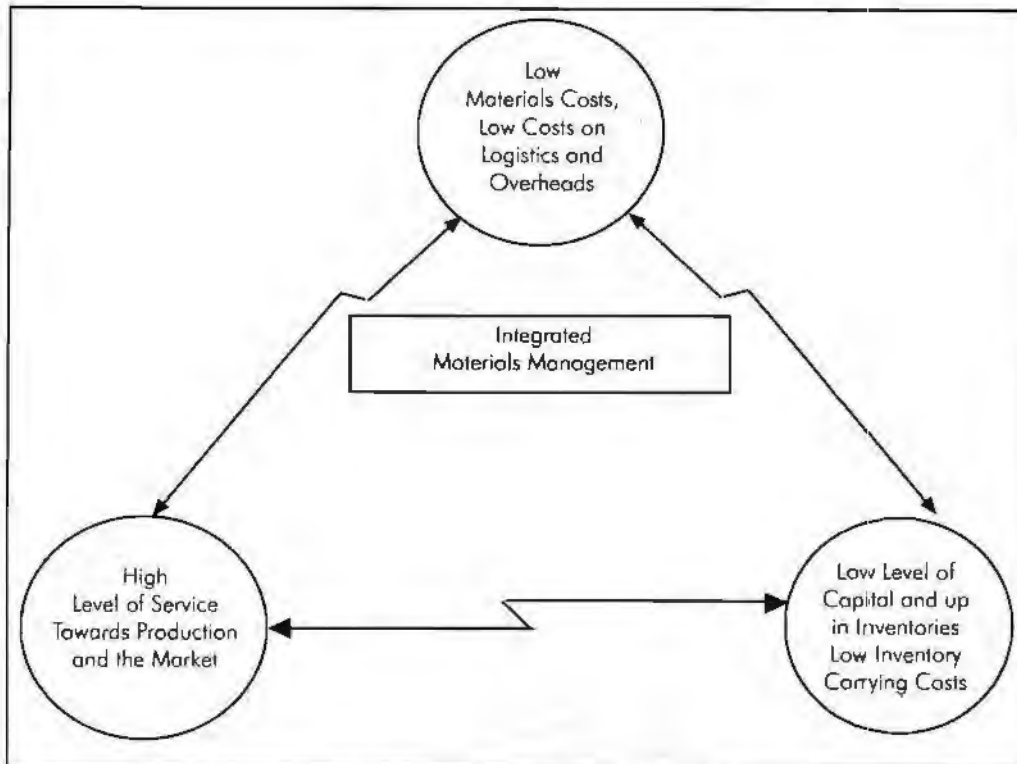 Low
Materials Costs,
Low Costs on
Logistics and
Overheads
Integrated
Materials Management
High
Level of Service
Towards Production
and the Market
Low Level of
Capital and up
in Inventories
Low Inventory
Carrying Costs